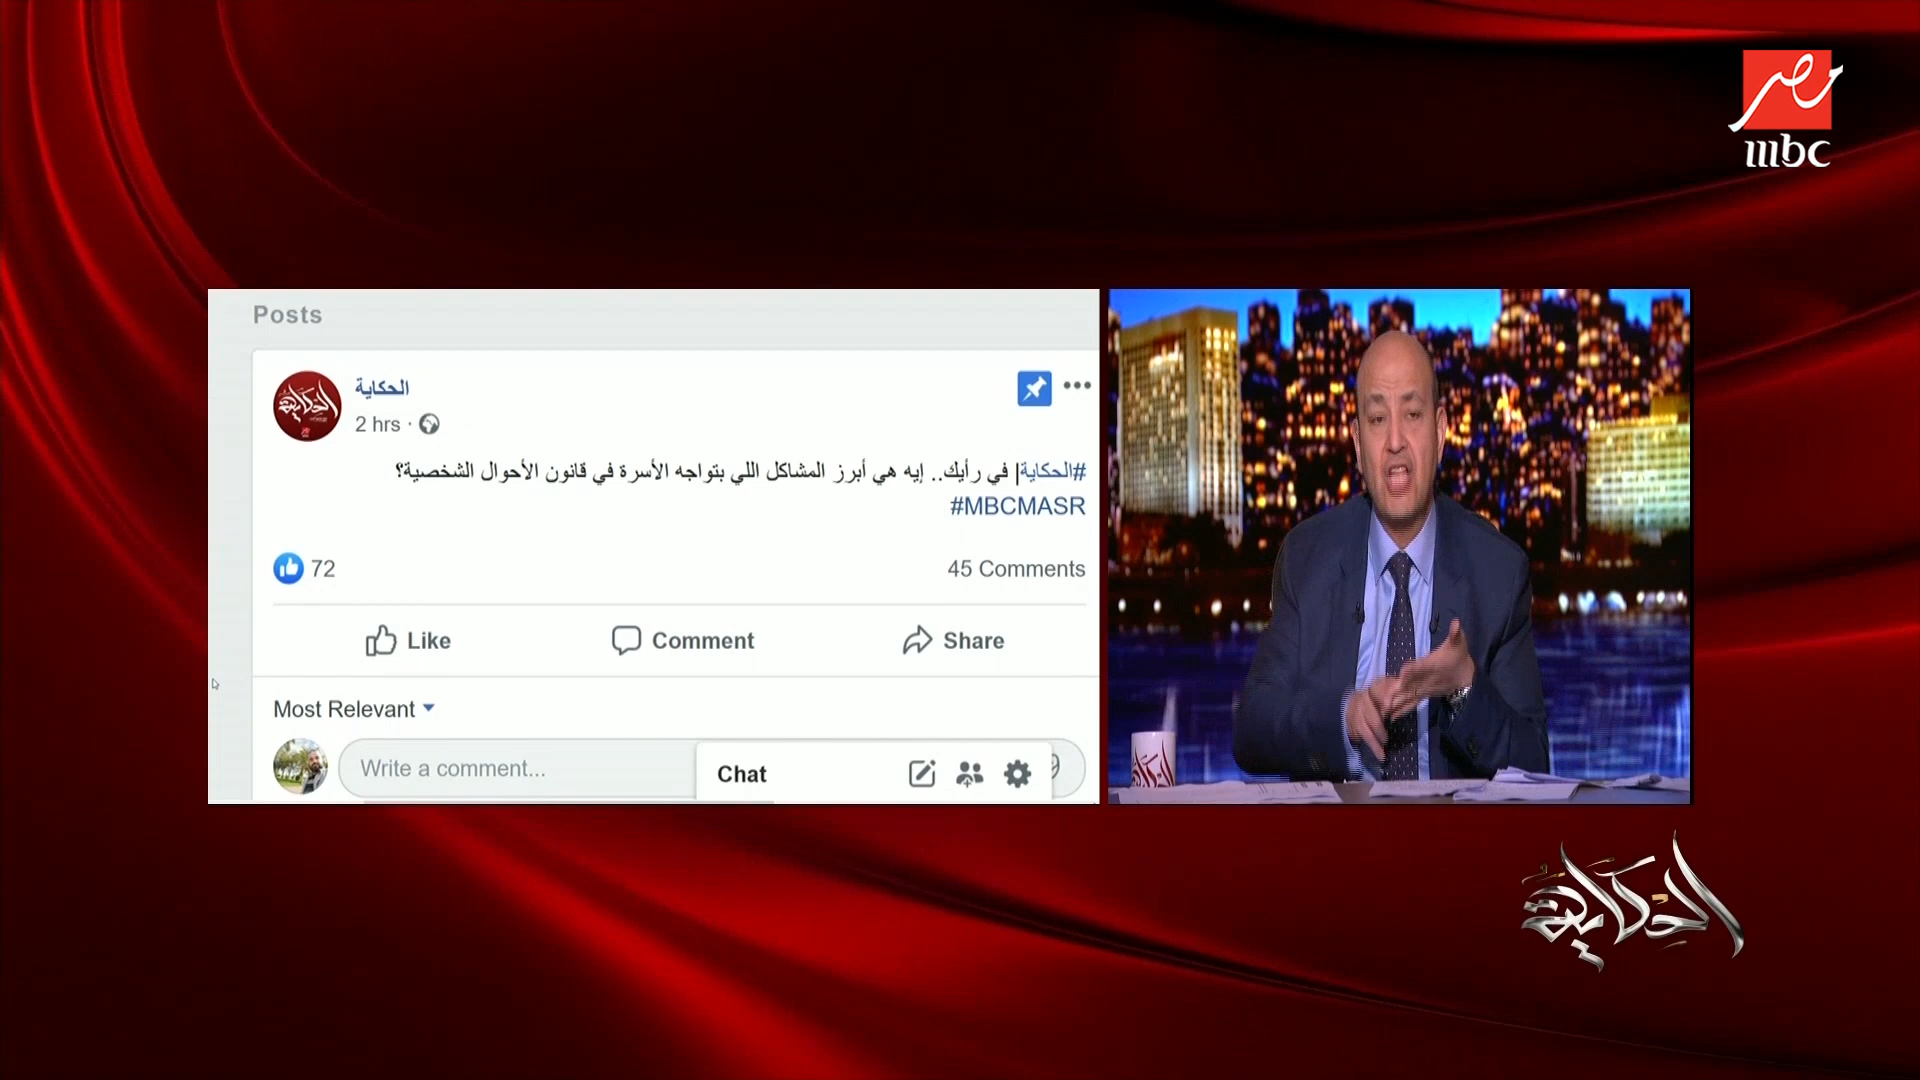 مصر
mbc
Posts
الحكاية
2 hrs ·
#الحكاية| في رأيك.. إيه هي أبرز المشاكل اللي بتواجه الأسرة في قانون الأحوال الشخصية؟
#MBCMASR
72
45 Comments
Like
Comment
Share
Most Relevant
Write a comment...
Chat
الحكاية